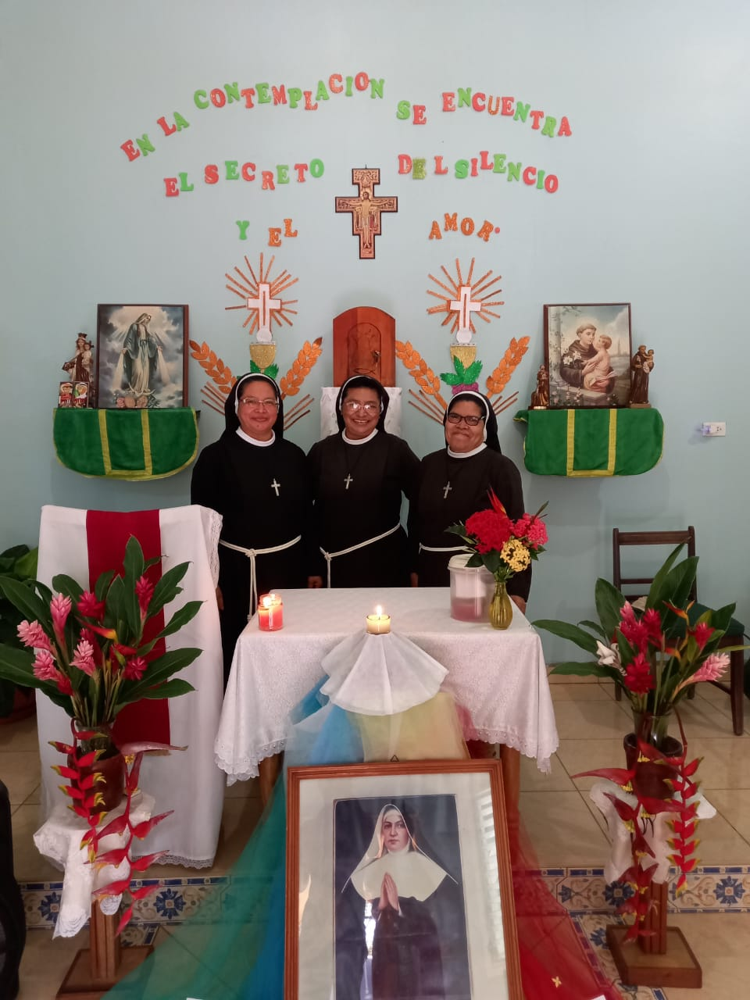 EN LA CONTEMPLACION SE ENCUENTRA
EL SECRETO DEL SILENCIO
Y EL AMOR.